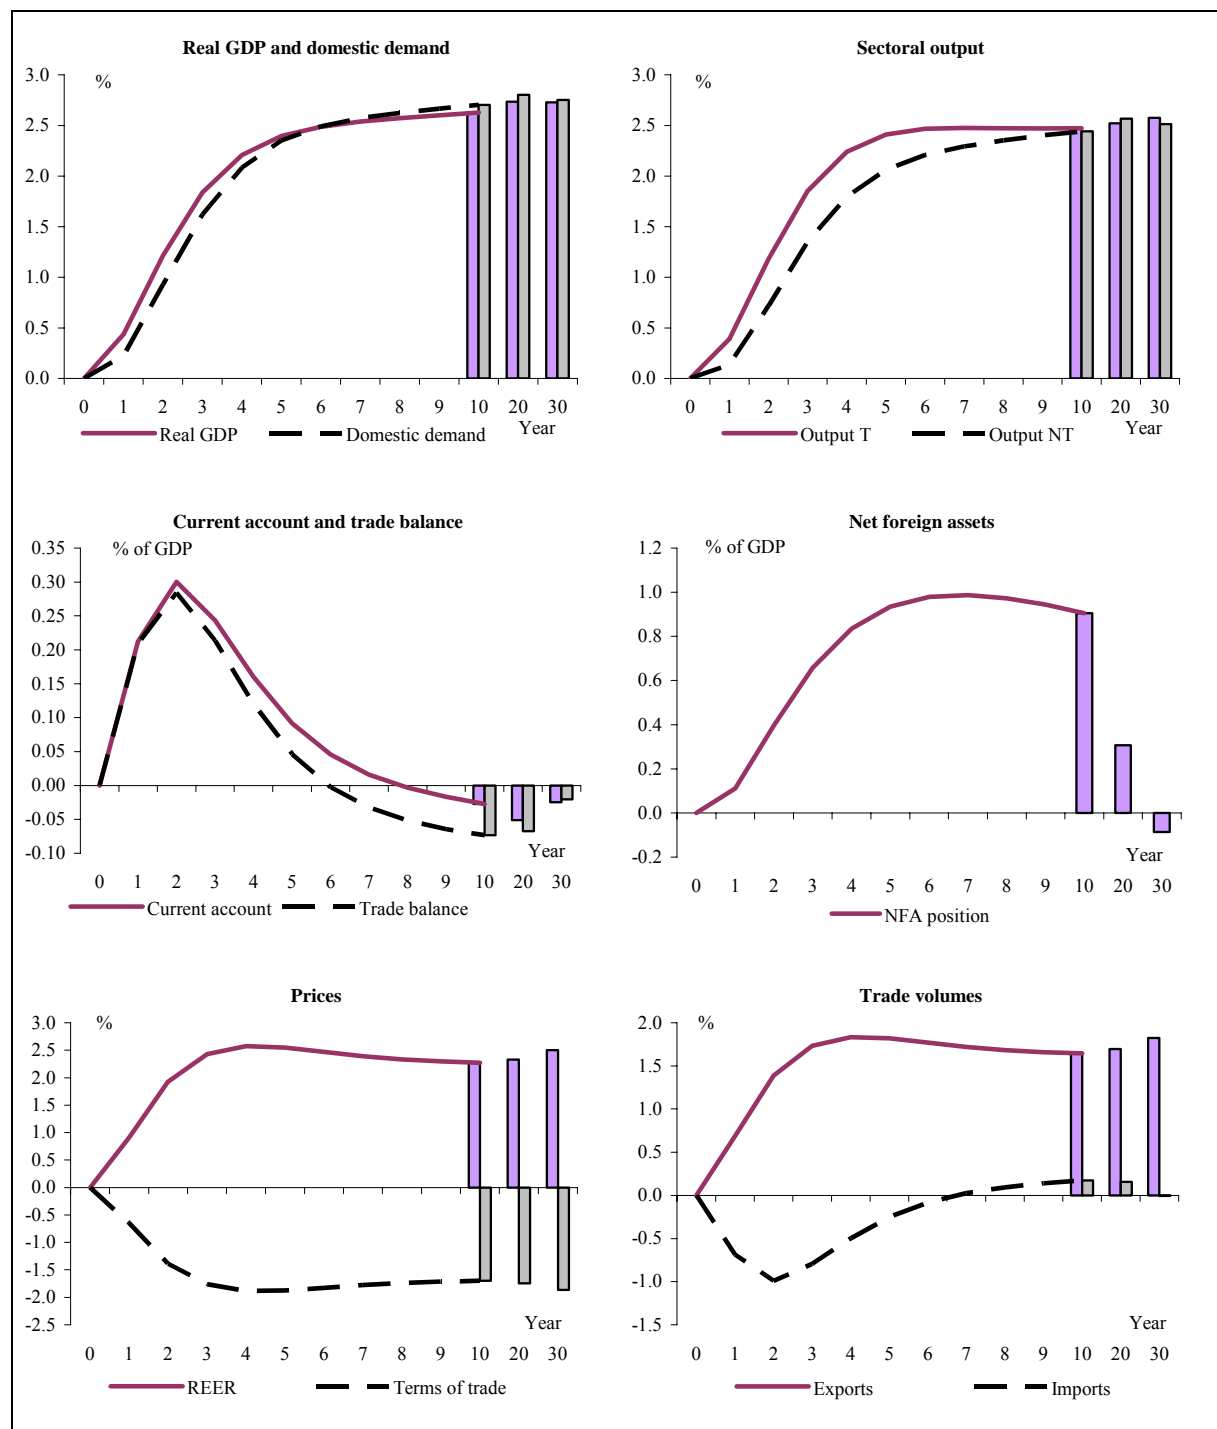 Real GDP and domestic demand
%
3.0
2.5
2.0
1.5
1.0
0.5
0.0
0 1 2 3 4 5 6 7 8 9 10 20 30
Year
Real GDP Domestic demand
Sectoral output
%
3.0
2.5
2.0
1.5
1.0
0.5
0.0
0 1 2 3 4 5 6 7 8 9 10 20 30
Year
Output T Output NT
Current account and trade balance
% of GDP
0.35
0.30
0.25
0.20
0.15
0.10
0.05
0.00
-0.05
-0.10
Year
0 1 2 3 4 5 6 7 8 9 10 20 30
Current account Trade balance
Net foreign assets
% of GDP
1.2
1.0
0.8
0.6
0.4
0.2
0.0
-0.2
Year
0 1 2 3 4 5 6 7 8 9 10 20 30
NFA position
Prices
%
3.0
2.5
2.0
1.5
1.0
0.5
0.0
-0.5
-1.0
-1.5
-2.0
-2.5
Year
0 1 2 3 4 5 6 7 8 9 10 20 30
REER Terms of trade
Trade volumes
%
2.0
1.5
1.0
0.5
0.0
-0.5
-1.0
-1.5
Year
0 1 2 3 4 5 6 7 8 9 10 20 30
Exports Imports